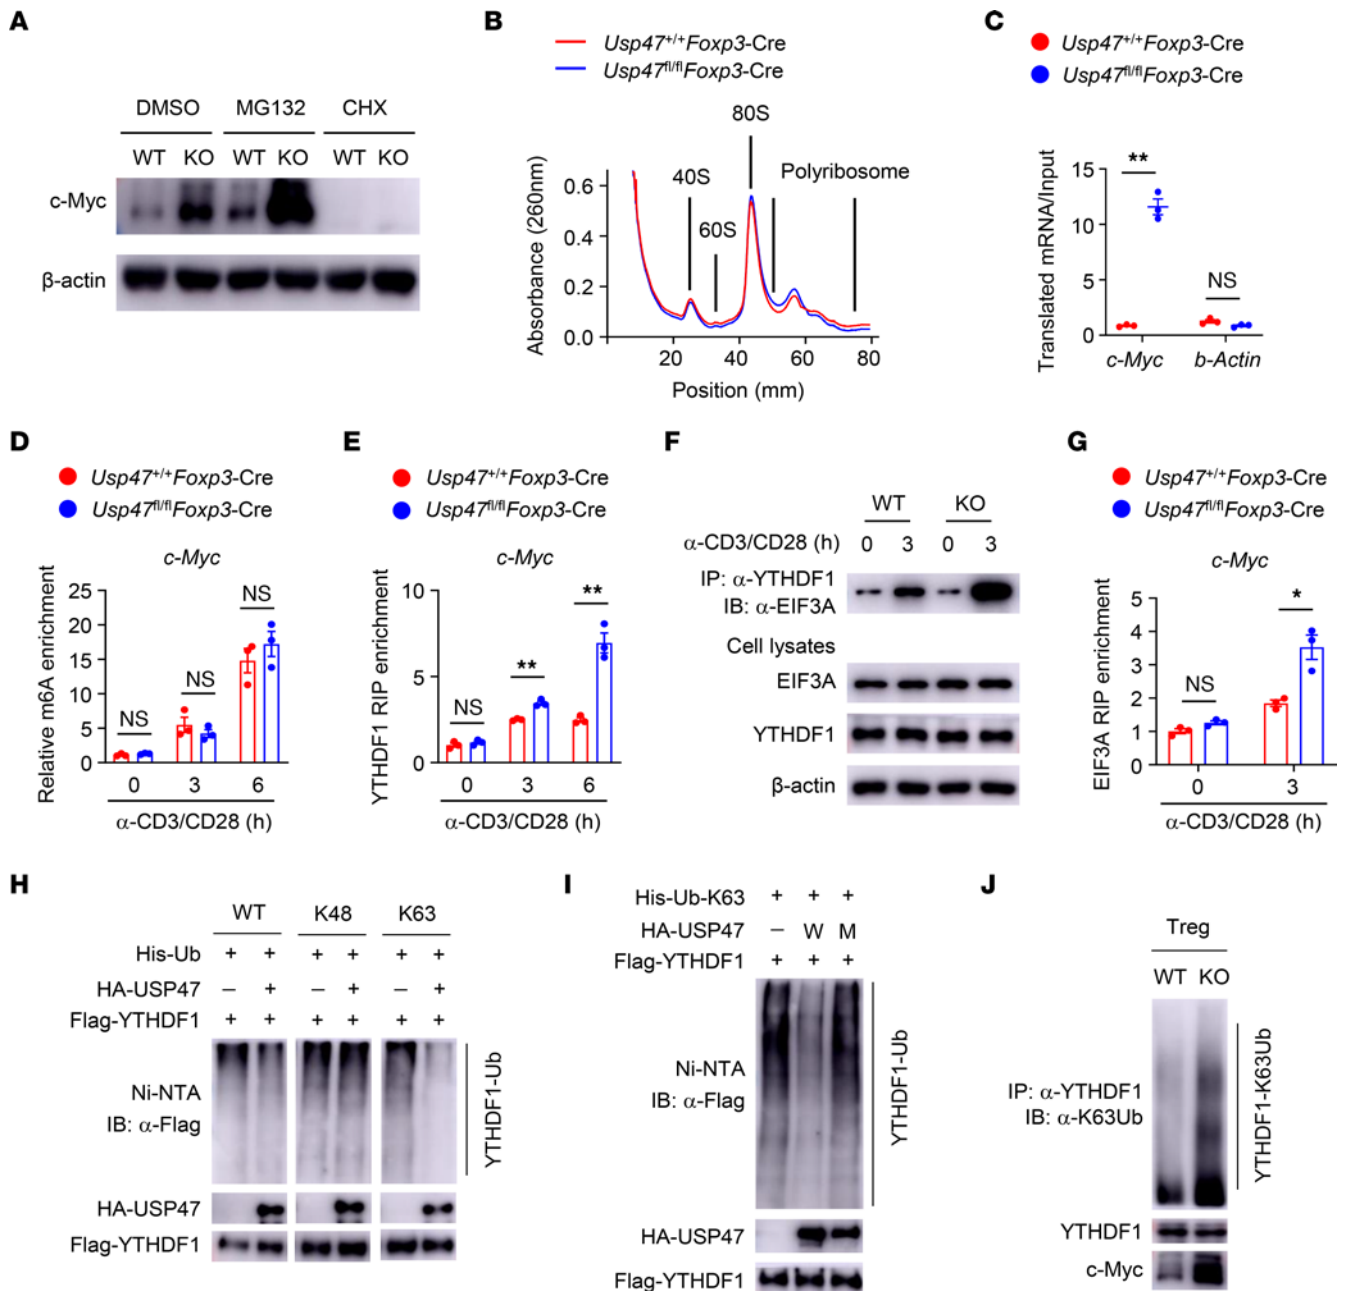 A
DMSO MG132 CHX
WT KO WT KO WT KO
c-Myc
β-actin
B
Usp47+/+Foxp3-Cre
Usp47fl/flFoxp3-Cre
Absorbance (260nm)
0.6
0.4
0.2
0.0
40S
60S
80S
Polyribosome
20 40 60 80
Position (mm)
C
Usp47+/+Foxp3-Cre
Usp47fl/flFoxp3-Cre
Translated mRNA/Input
15
10
5
0
**
NS
c-Myc b-Actin
D
Usp47+/+Foxp3-Cre
Usp47fl/flFoxp3-Cre
c-Myc
Relative m6A enrichment
25
20
15
10
5
0
NS
NS
NS
0 3 6
α-CD3/CD28 (h)
E
Usp47+/+Foxp3-Cre
Usp47fl/flFoxp3-Cre
c-Myc
YTHDF1 RIP enrichment
10
5
0
NS
**
**
0 3 6
α-CD3/CD28 (h)
F
WT KO
α-CD3/CD28 (h) 0 3 0 3
IP: α-YTHDF1
IB: α-EIF3A
Cell lysates
EIF3A
YTHDF1
β-actin
G
Usp47+/+Foxp3-Cre
Usp47fl/flFoxp3-Cre
c-Myc
EIF3A RIP enrichment
5
4
3
2
1
0
NS
*
0 3
α-CD3/CD28 (h)
H
WT K48 K63
His-Ub + + + + + +
HA-USP47 − + − + − +
Flag-YTHDF1 + + + + + +
Ni-NTA
IB: α-Flag
YTHDF1-Ub
HA-USP47
Flag-YTHDF1
I
His-Ub-K63 + + +
HA-USP47 − W M
Flag-YTHDF1 + + +
Ni-NTA
IB: α-Flag
YTHDF1-Ub
HA-USP47
Flag-YTHDF1
J
Treg
WT KO
IP: α-YTHDF1
IB: α-K63Ub
YTHDF1-K63Ub
YTHDF1
c-Myc